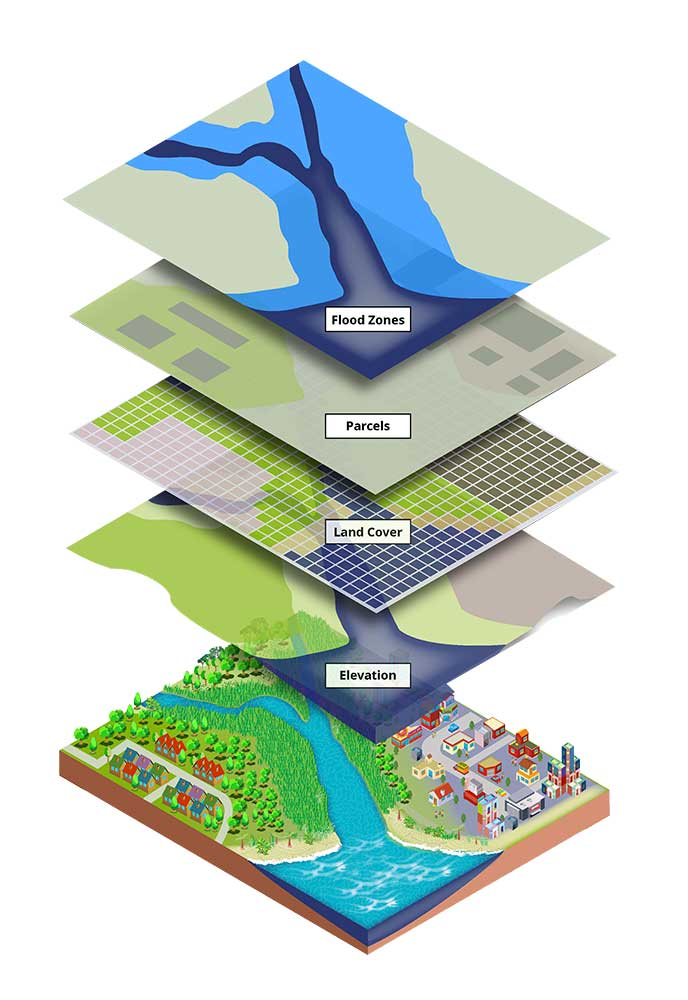 Flood Zones
Parcels
Land Cover
Elevation